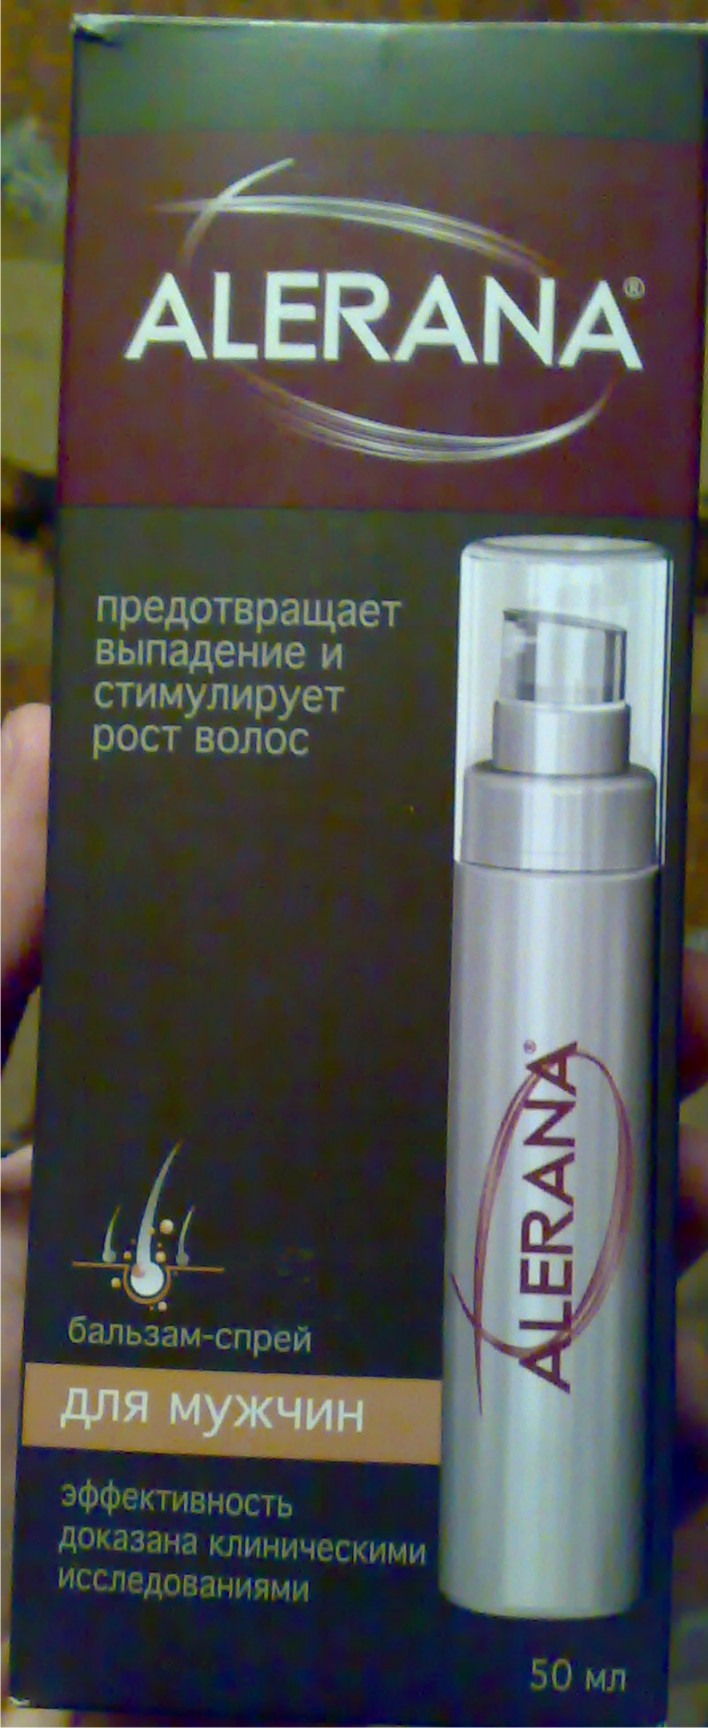 ALERANA®
предотвращает
выпадение и
стимулирует
рост волос
ALERANA®
бальзам-спрей
для мужчин
эффективность
доказана клиническими
исследованиями
50 мл